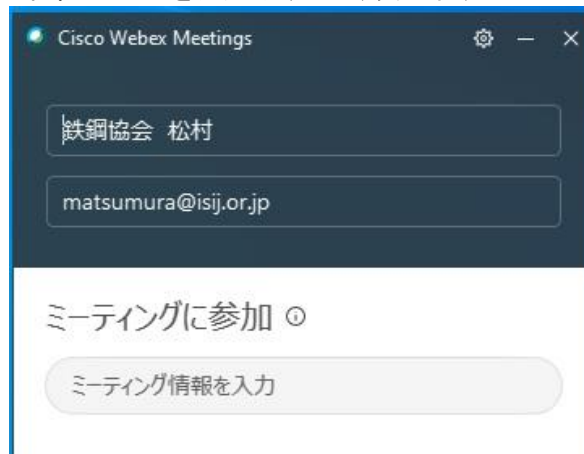 Cisco Webex Meetings
鉄鋼協会 松村
matsumura@isij.or.jp
ミーティングに参加
ミーティング情報を入力